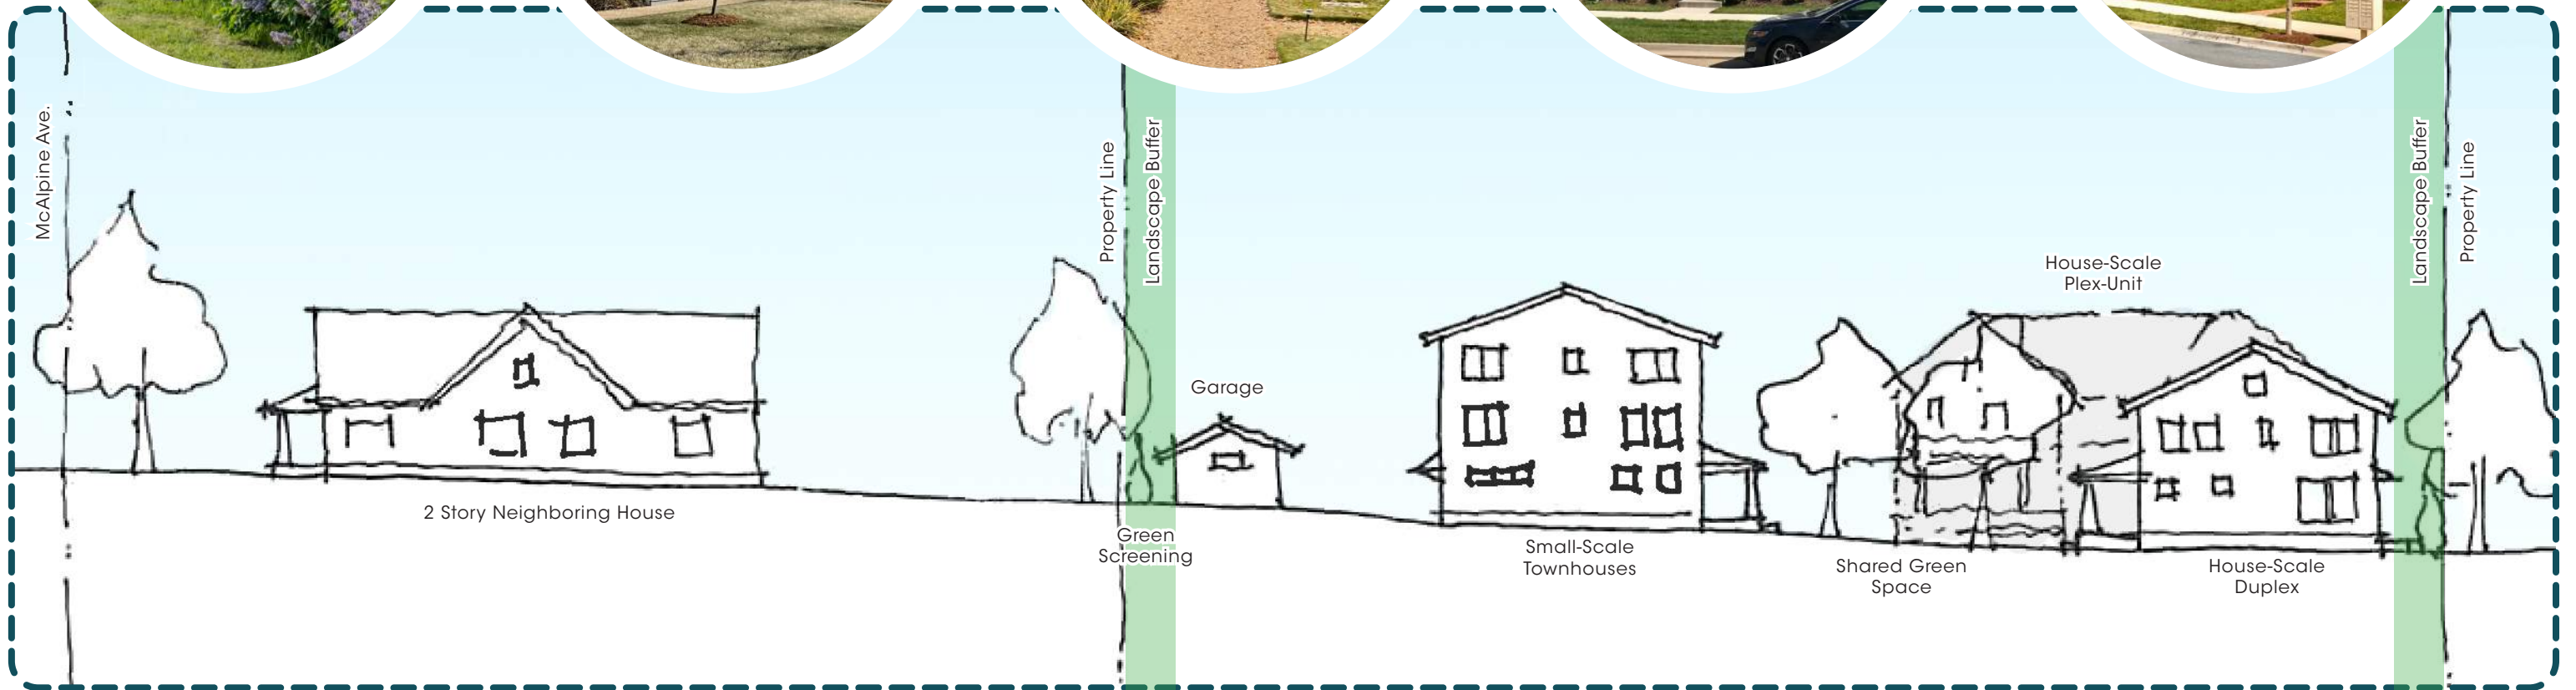 McAlpine Ave.
2 Story Neighboring House
Property Line
Landscape Buffer
Green
Screening
Garage
Small-Scale
Townhouses
Shared Green
Space
House-Scale
Plex-Unit
House-Scale
Duplex
Landscape Buffer
Property Line